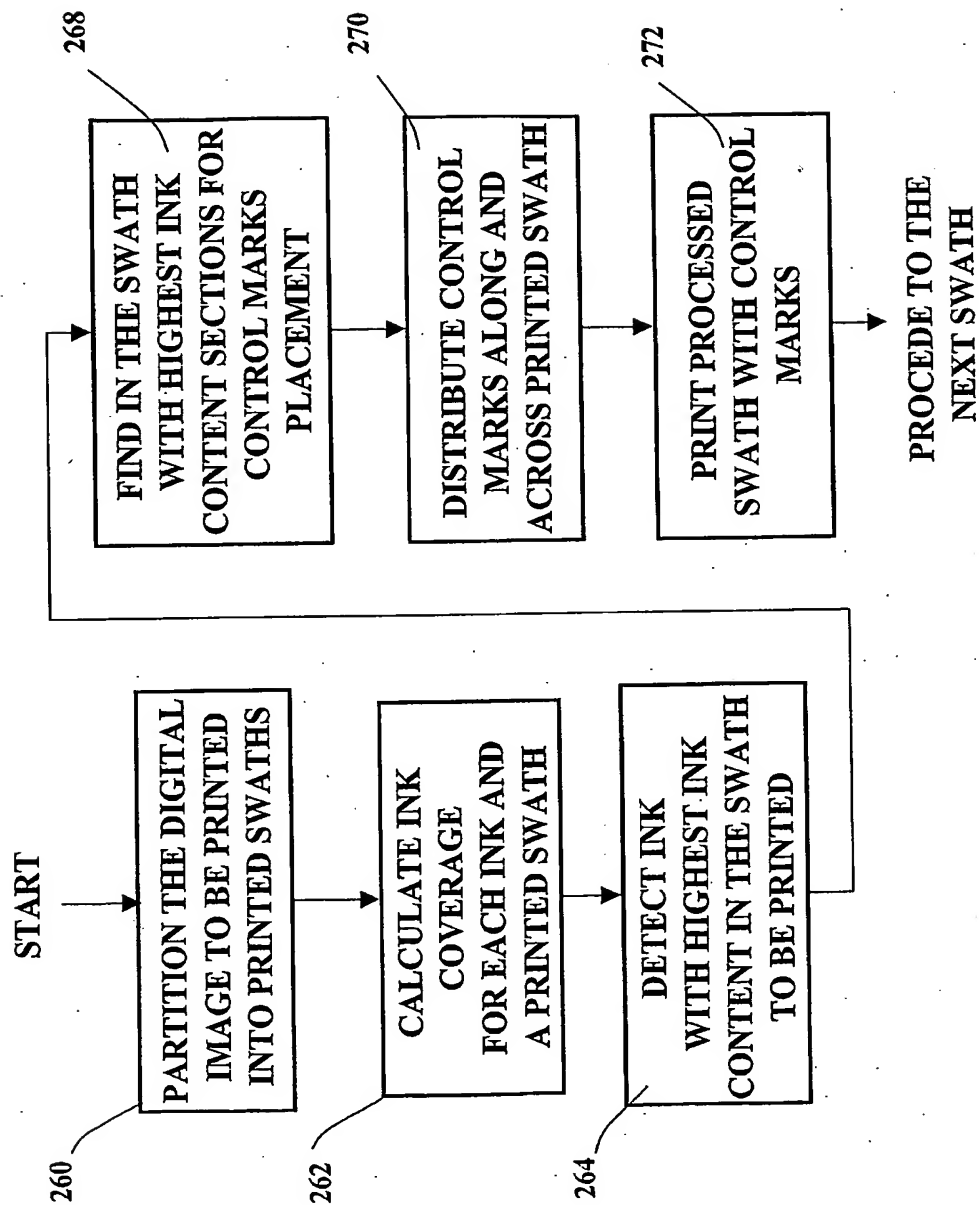 START
260
PARTITION THE DIGITAL
IMAGE TO BE PRINTED
INTO PRINTED SWATHS
262
CALCULATE INK
COVERAGE
FOR EACH INK AND
A PRINTED SWATH
264
DETECT INK
WITH HIGHEST INK
CONTENT IN THE SWATH
TO BE PRINTED
268
FIND IN THE SWATH
WITH HIGHEST INK
CONTENT SECTIONS FOR
CONTROL MARKS
PLACEMENT
270
DISTRIBUTE CONTROL
MARKS ALONG AND
ACROSS PRINTED SWATH
272
PRINT PROCESSED
SWATH WITH CONTROL
MARKS
PROCEDE TO THE
NEXT SWATH